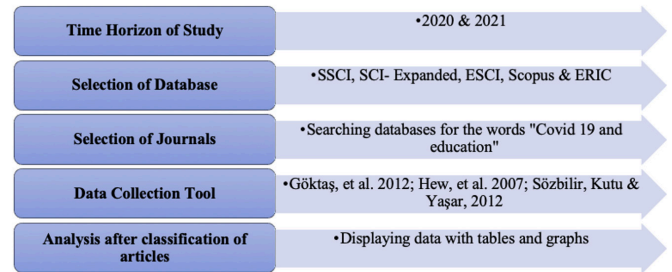 Time Horizon of Study
•2020 & 2021
Selection of Database
•SSCI, SCI- Expanded, ESCI, Scopus & ERIC
Selection of Journals
•Searching databases for the words "Covid 19 and
education"
Data Collection Tool
•Göktaş, et al. 2012; Hew, et al. 2007; Sözbilir, Kutu &
Yaşar, 2012
Analysis after classification of
articles
•Displaying data with tables and graphs